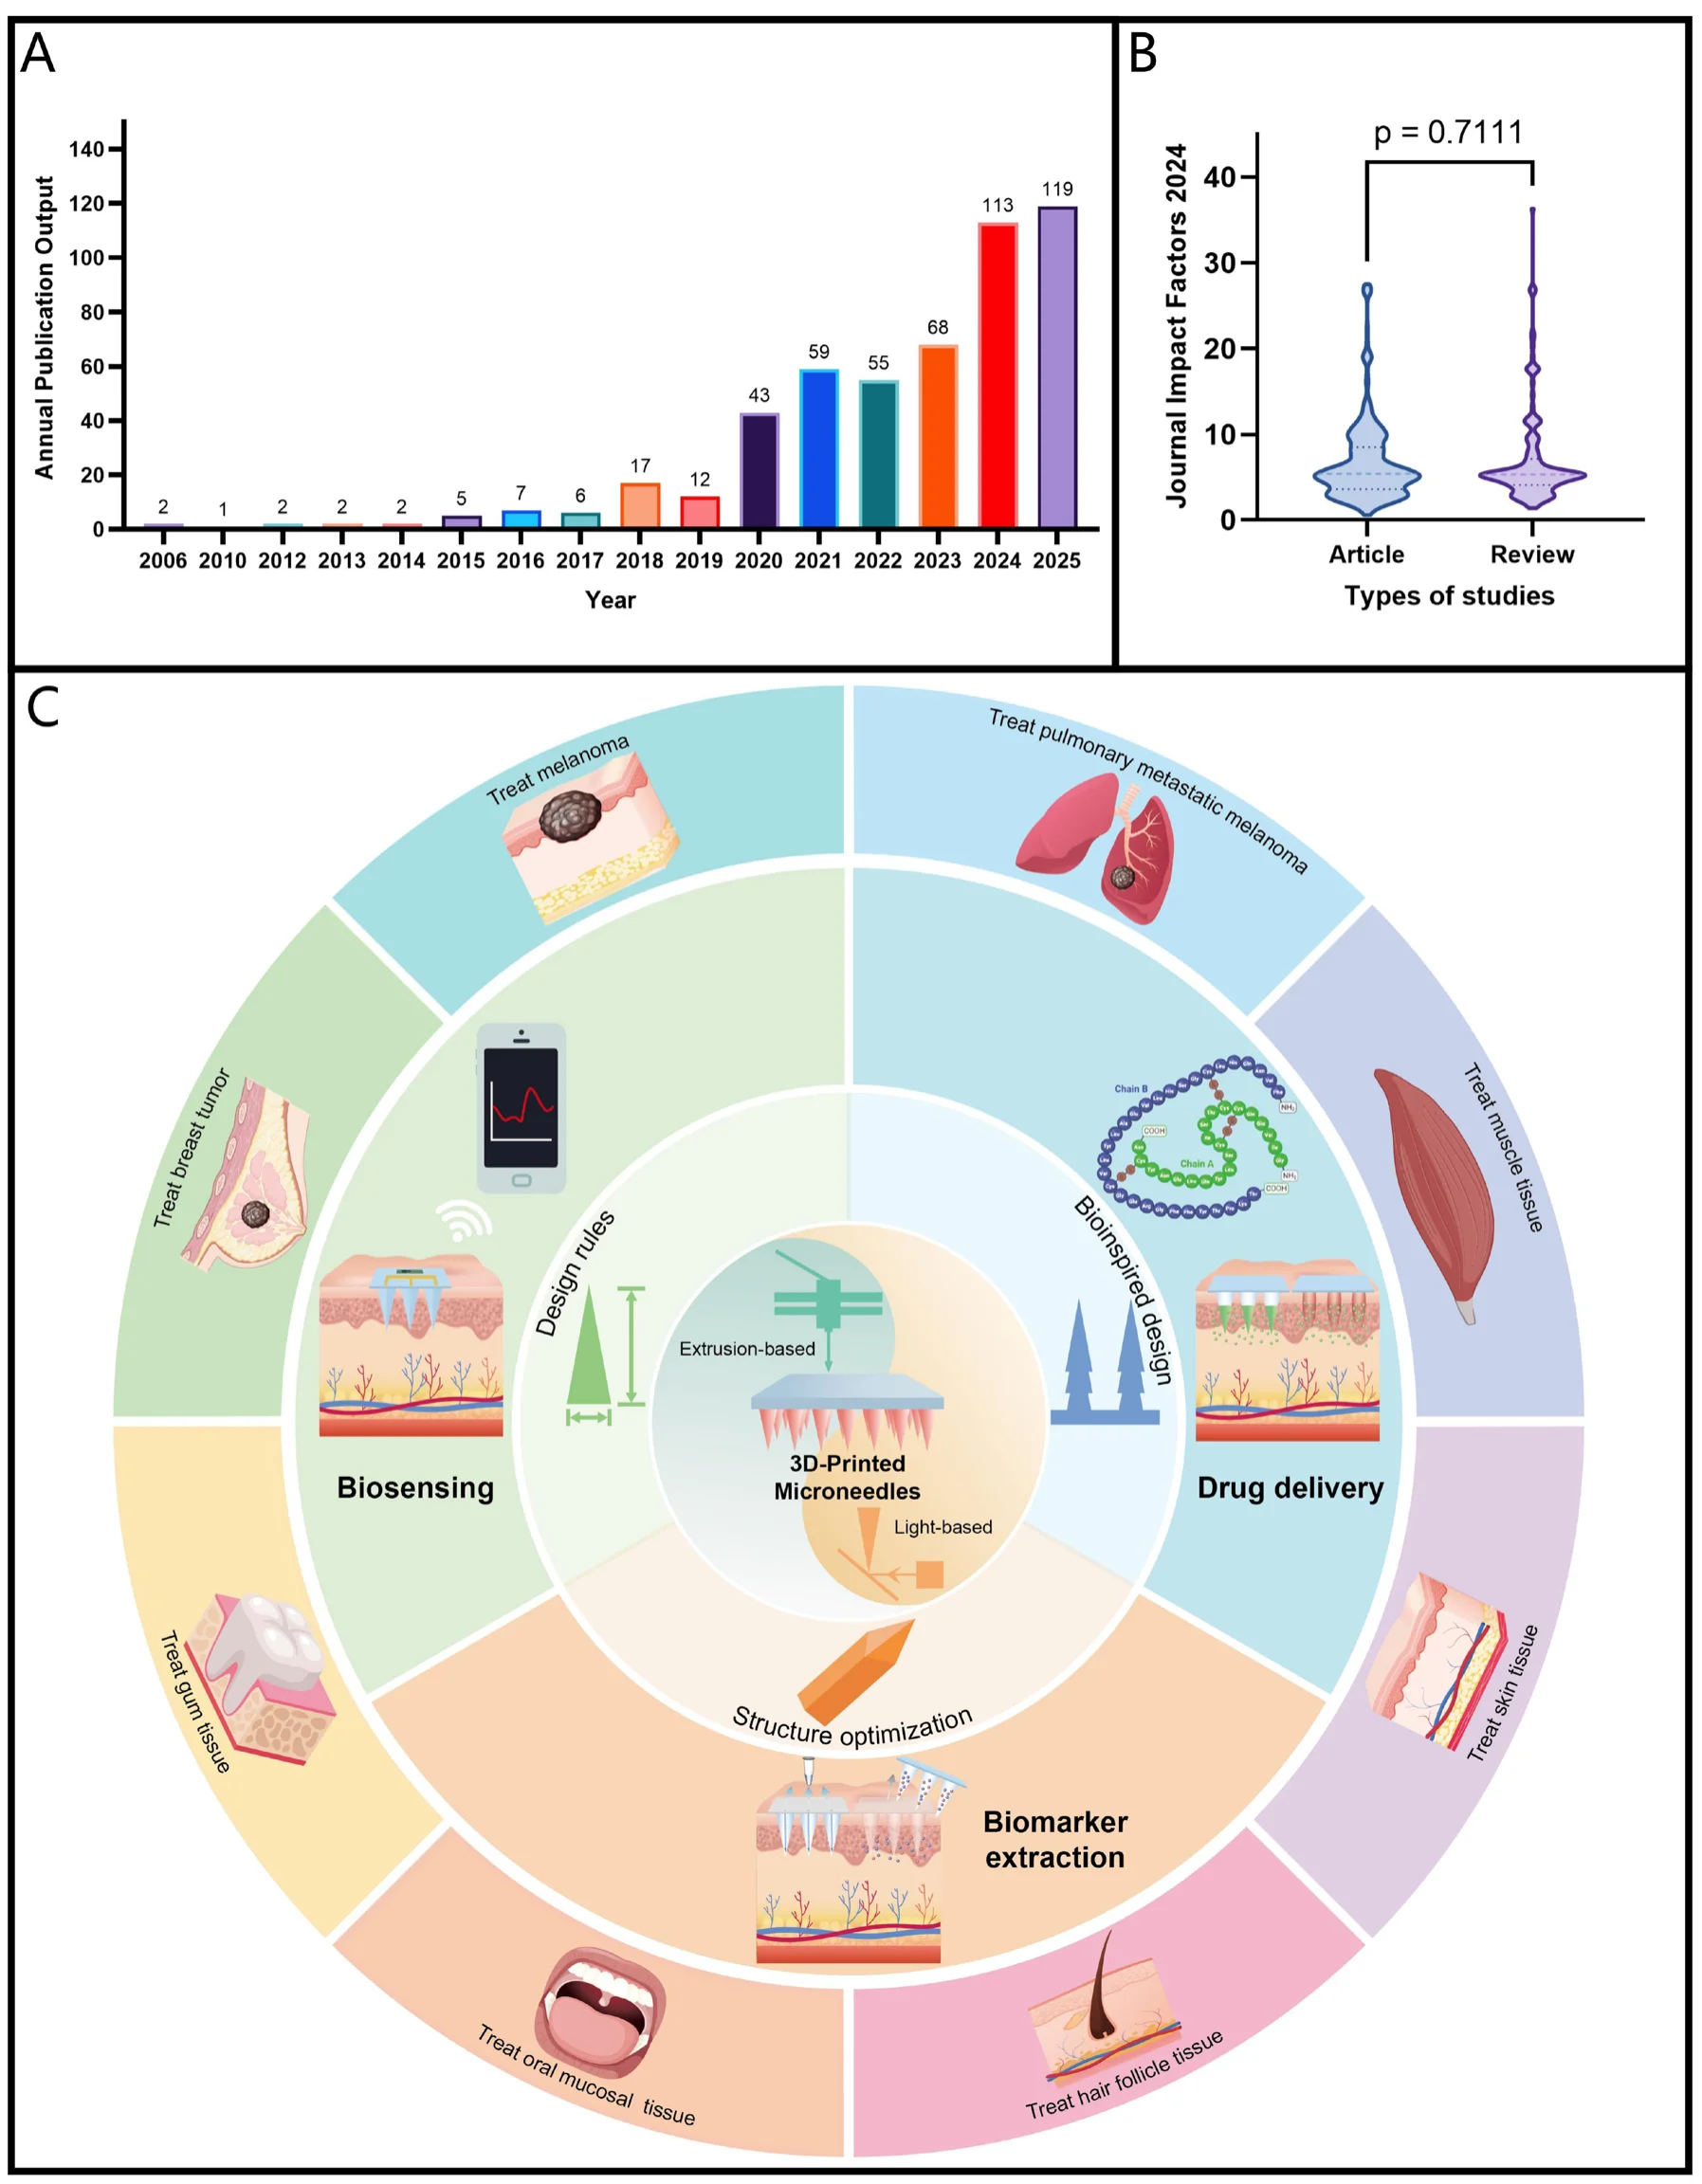 A
Annual Publication Output
140
120
100
80
60
40
20
0
2
1
2
2
2
5
7
6
17
12
43
59
55
68
113
119
2006 2010 2012 2013 2014 2015 2016 2017 2018 2019 2020 2021 2022 2023 2024 2025
Year
B
p = 0.7111
Journal Impact Factors 2024
40
30
20
10
0
Article
Review
Types of studies
C
Treat melanoma
Treat pulmonary metastatic melanoma
Treat breast tumor
Treat muscle tissue
Chain B
NH₂
COOH
Chain A
NH₂
COOH
Design rules
Bioinspired design
Extrusion-based
3D-Printed
Microneedles
Light-based
Biosensing
Drug delivery
Structure optimization
Treat gum tissue
Treat skin tissue
Biomarker
extraction
Treat oral mucosal tissue
Treat hair follicle tissue